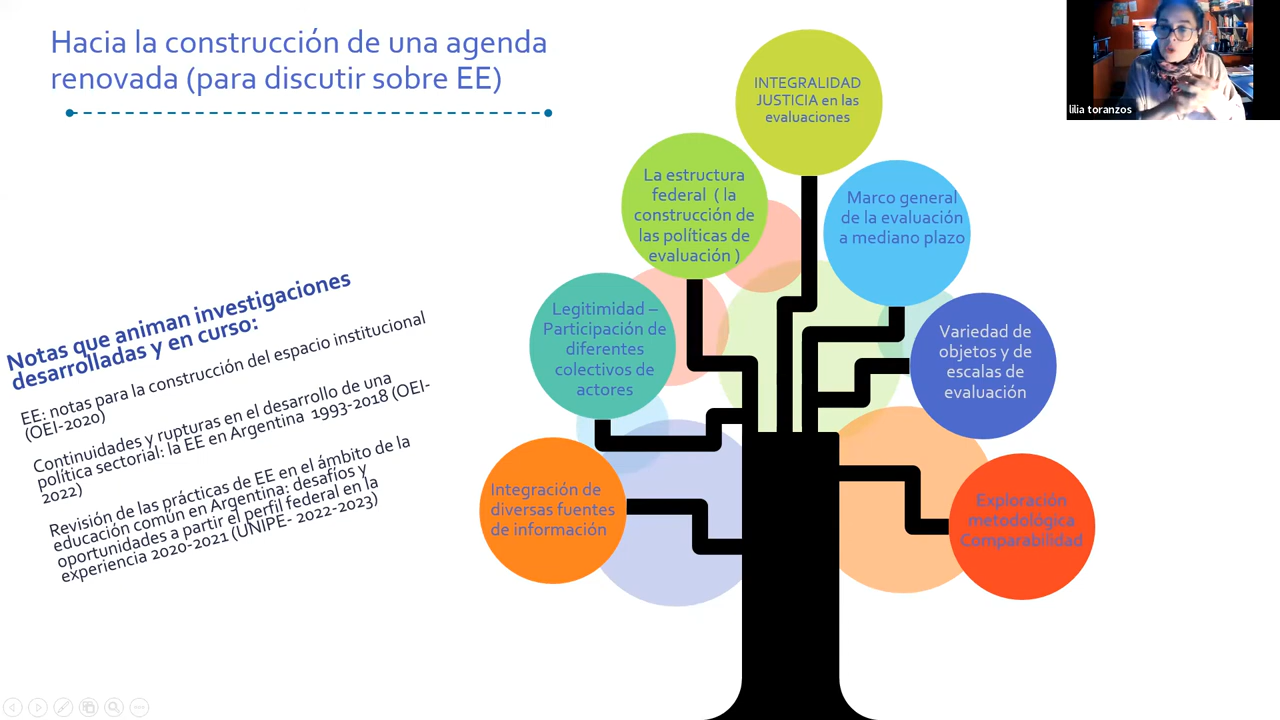 Hacia la construcción de una agenda
renovada (para discutir sobre EE)
lilia toranzos
INTEGRALIDAD
JUSTICIA en las
evaluaciones
La estructura
federal ( la
construcción de
las políticas de
evaluación )
Marco general
de la evaluación
a mediano plazo
Legitimidad –
Participación de
diferentes
colectivos de
actores
Variedad de
objetos y de
escalas de
evaluación
Integración de
diversas fuentes
de información
Exploración
metodológica
Comparabilidad
Notas que animan investigaciones
desarrolladas y en curso:
EE: notas para la construcción del espacio institucional
(OEI-2020)
Continuidades y rupturas en el desarrollo de una
política sectorial: la EE en Argentina 1993-2018 (OEI-
2022)
Revisión de las prácticas de EE en el ámbito de la
educación común en Argentina: desafíos y
oportunidades a partir el perfil federal en la
experiencia 2020-2021 (UNIPE- 2022-2023)